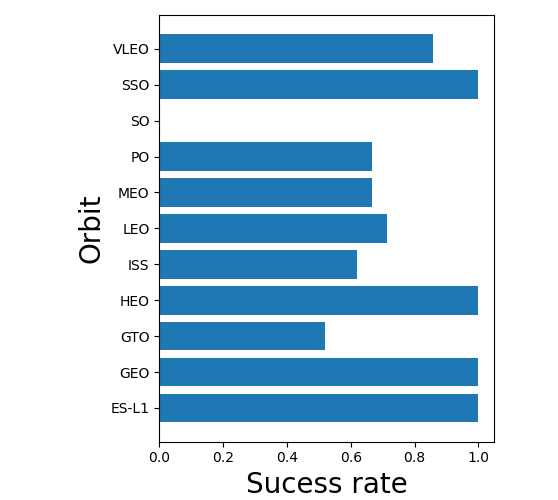 VLEO
SSO
SO
PO
MEO
LEO
ISS
HEO
GTO
GEO
ES-L1
Orbit
0.0 0.2 0.4 0.6 0.8 1.0
Sucess rate